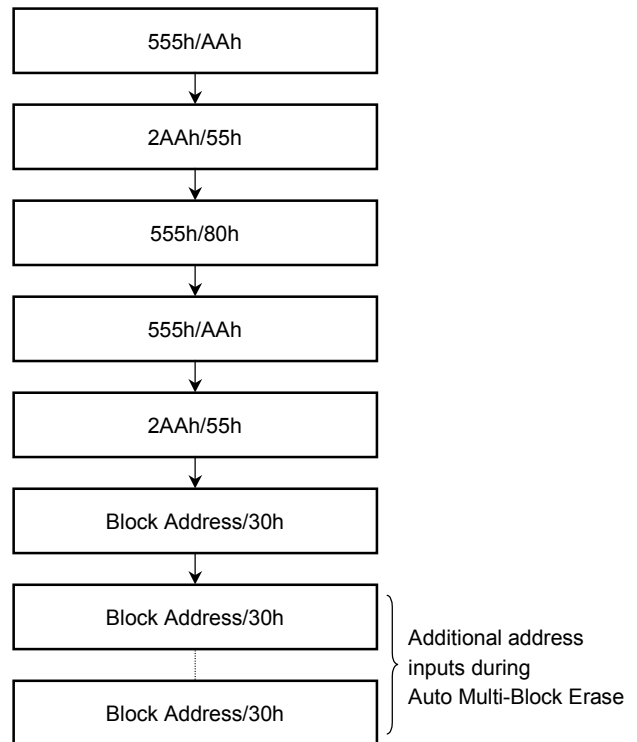 555h/AAh
2AAh/55h
555h/80h
555h/AAh
2AAh/55h
Block Address/30h
Block Address/30h
Block Address/30h
Additional address
inputs during
Auto Multi-Block Erase